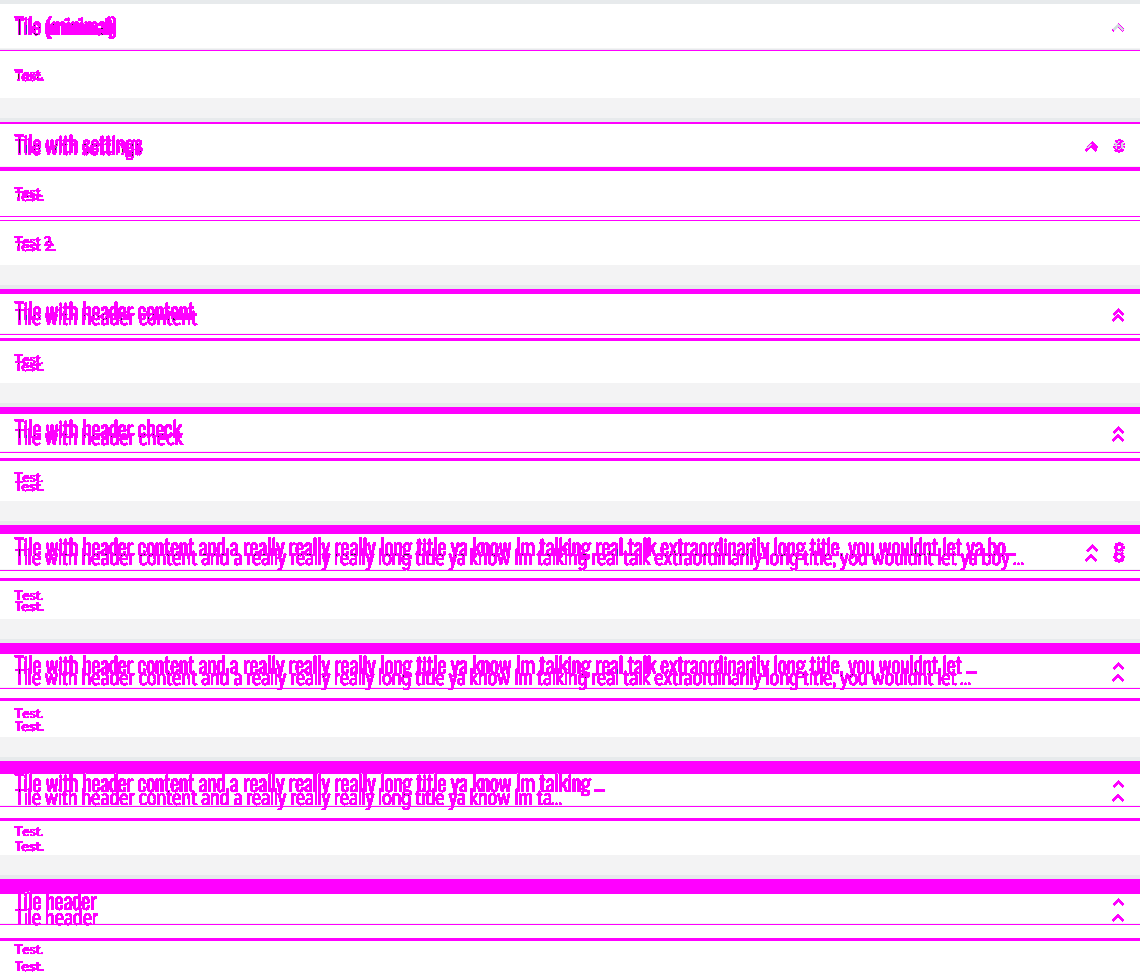 Tile (minimal)
Test.
Tile with settings
Test.
Test 2.
Tile with header content
Tile with header content
Test.
Test.
Tile with header check
Tile with header check
Test.
Test.
Tile with header content and a really really really long title ya know Im talking real talk extraordinarily long title, you wouldnt let ya bo...
Tile with header content and a really really really long title ya know Im talking real talk extraordinarily long title, you wouldnt let ya boy ...
Test.
Test.
Tile with header content and a really really really long title ya know Im talking real talk extraordinarily long title, you wouldnt let ...
Tile with header content and a really really really long title ya know Im talking real talk extraordinarily long title, you wouldnt let ...
Test.
Test.
Tile with header content and a really really really long title ya know Im talking ...
Tile with header content and a really really really long title ya know Im ta...
Test.
Test.
Tile header
Tile header
Test.
Test.